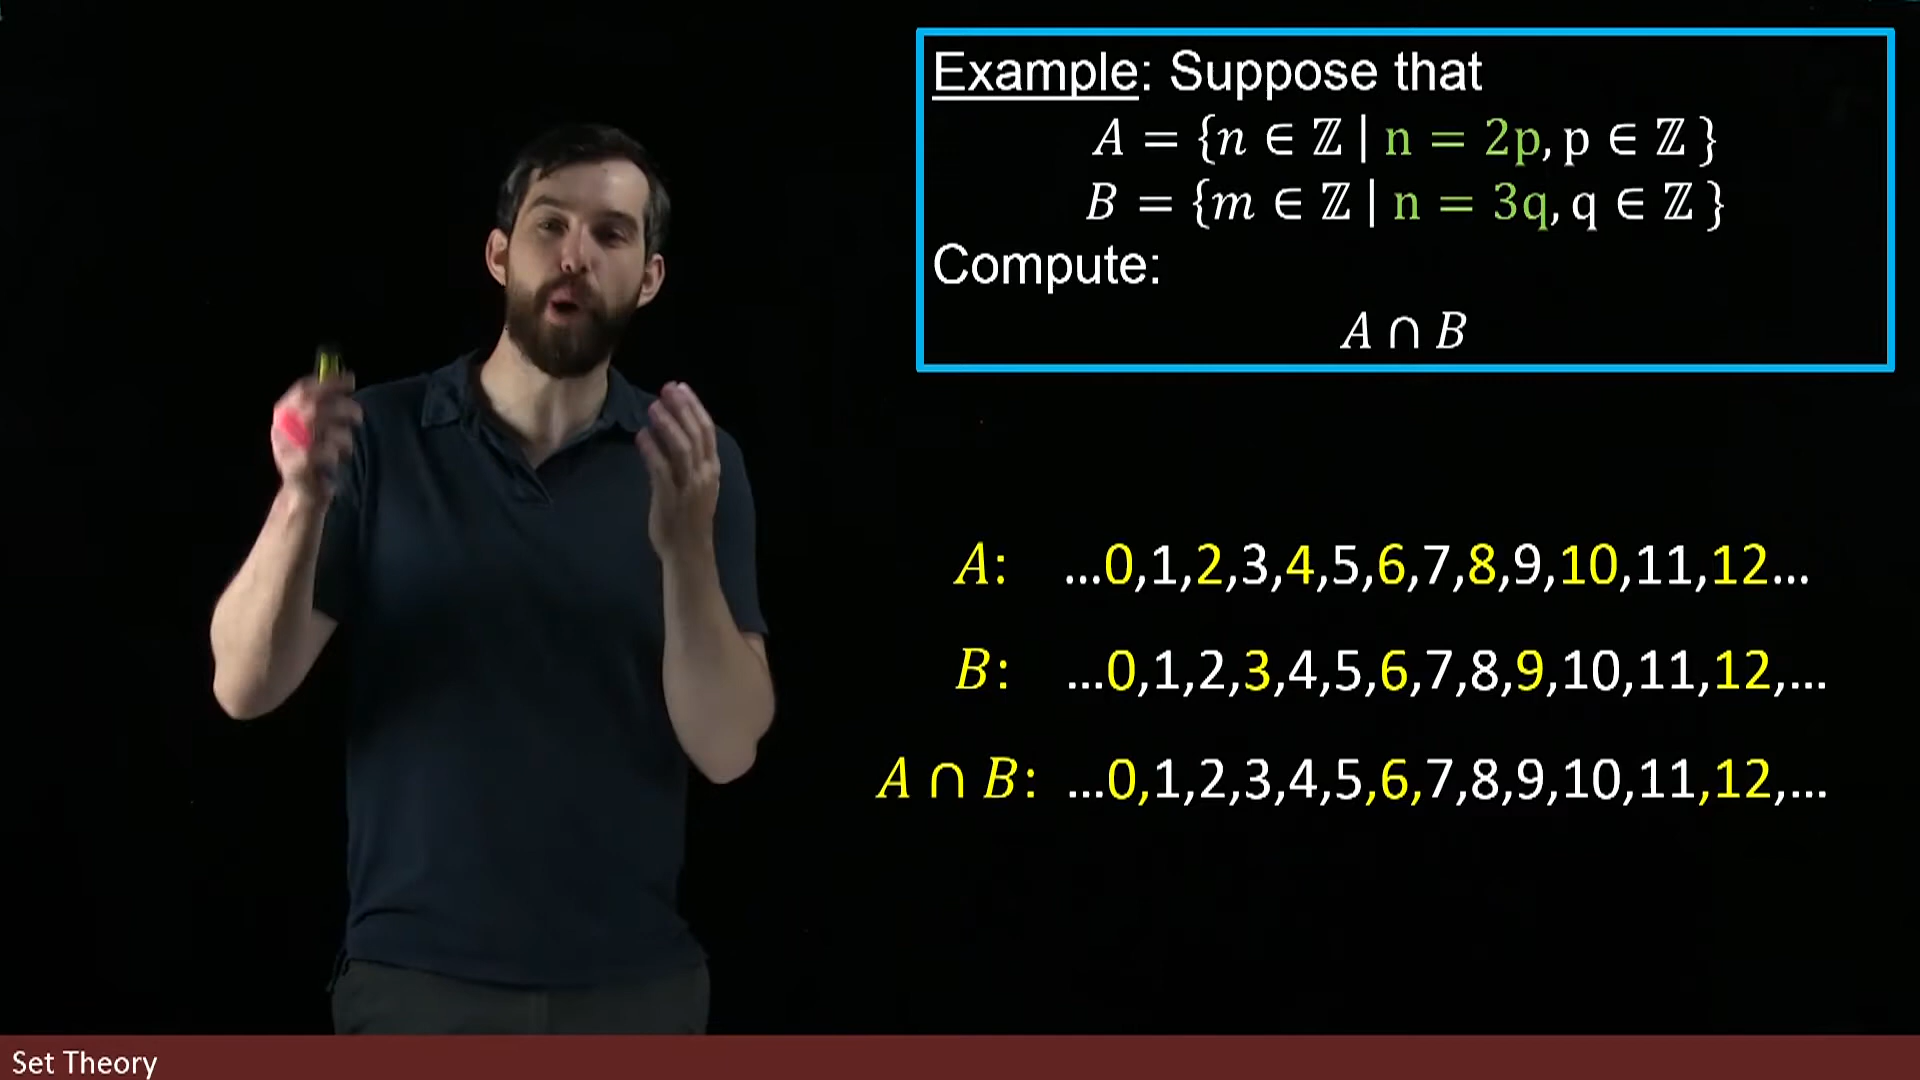 Example: Suppose that
A = {n ∈ ℤ | n = 2p, p ∈ ℤ }
B = {m ∈ ℤ | n = 3q, q ∈ ℤ }
Compute:
A ∩ B
A: ...0,1,2,3,4,5,6,7,8,9,10,11,12...
B: ...0,1,2,3,4,5,6,7,8,9,10,11,12,...
A ∩ B: ...0,1,2,3,4,5,6,7,8,9,10,11,12,...
Set Theory